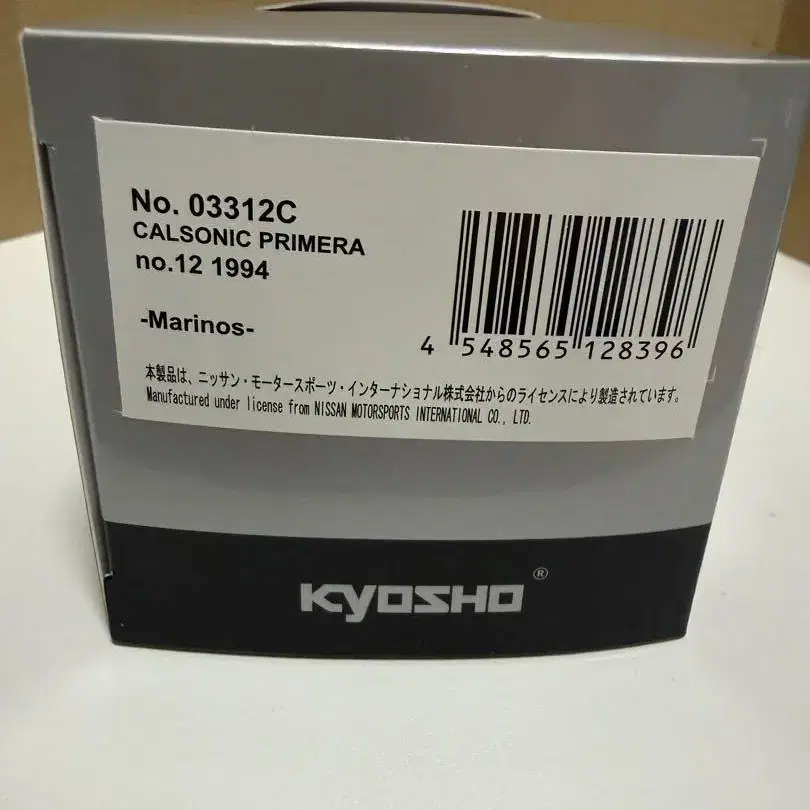 No. 03312C
CALSONIC PRIMERA
no.12 1994
-Marinos-
4 548565 128396
本製品は、ニッサン・モータースポーツ・インターナショナル株式会社からのライセンスにより製造されています。
Manufactured under license from NISSAN MOTORSPORTS INTERNATIONAL CO., LTD.
KYOSHO®